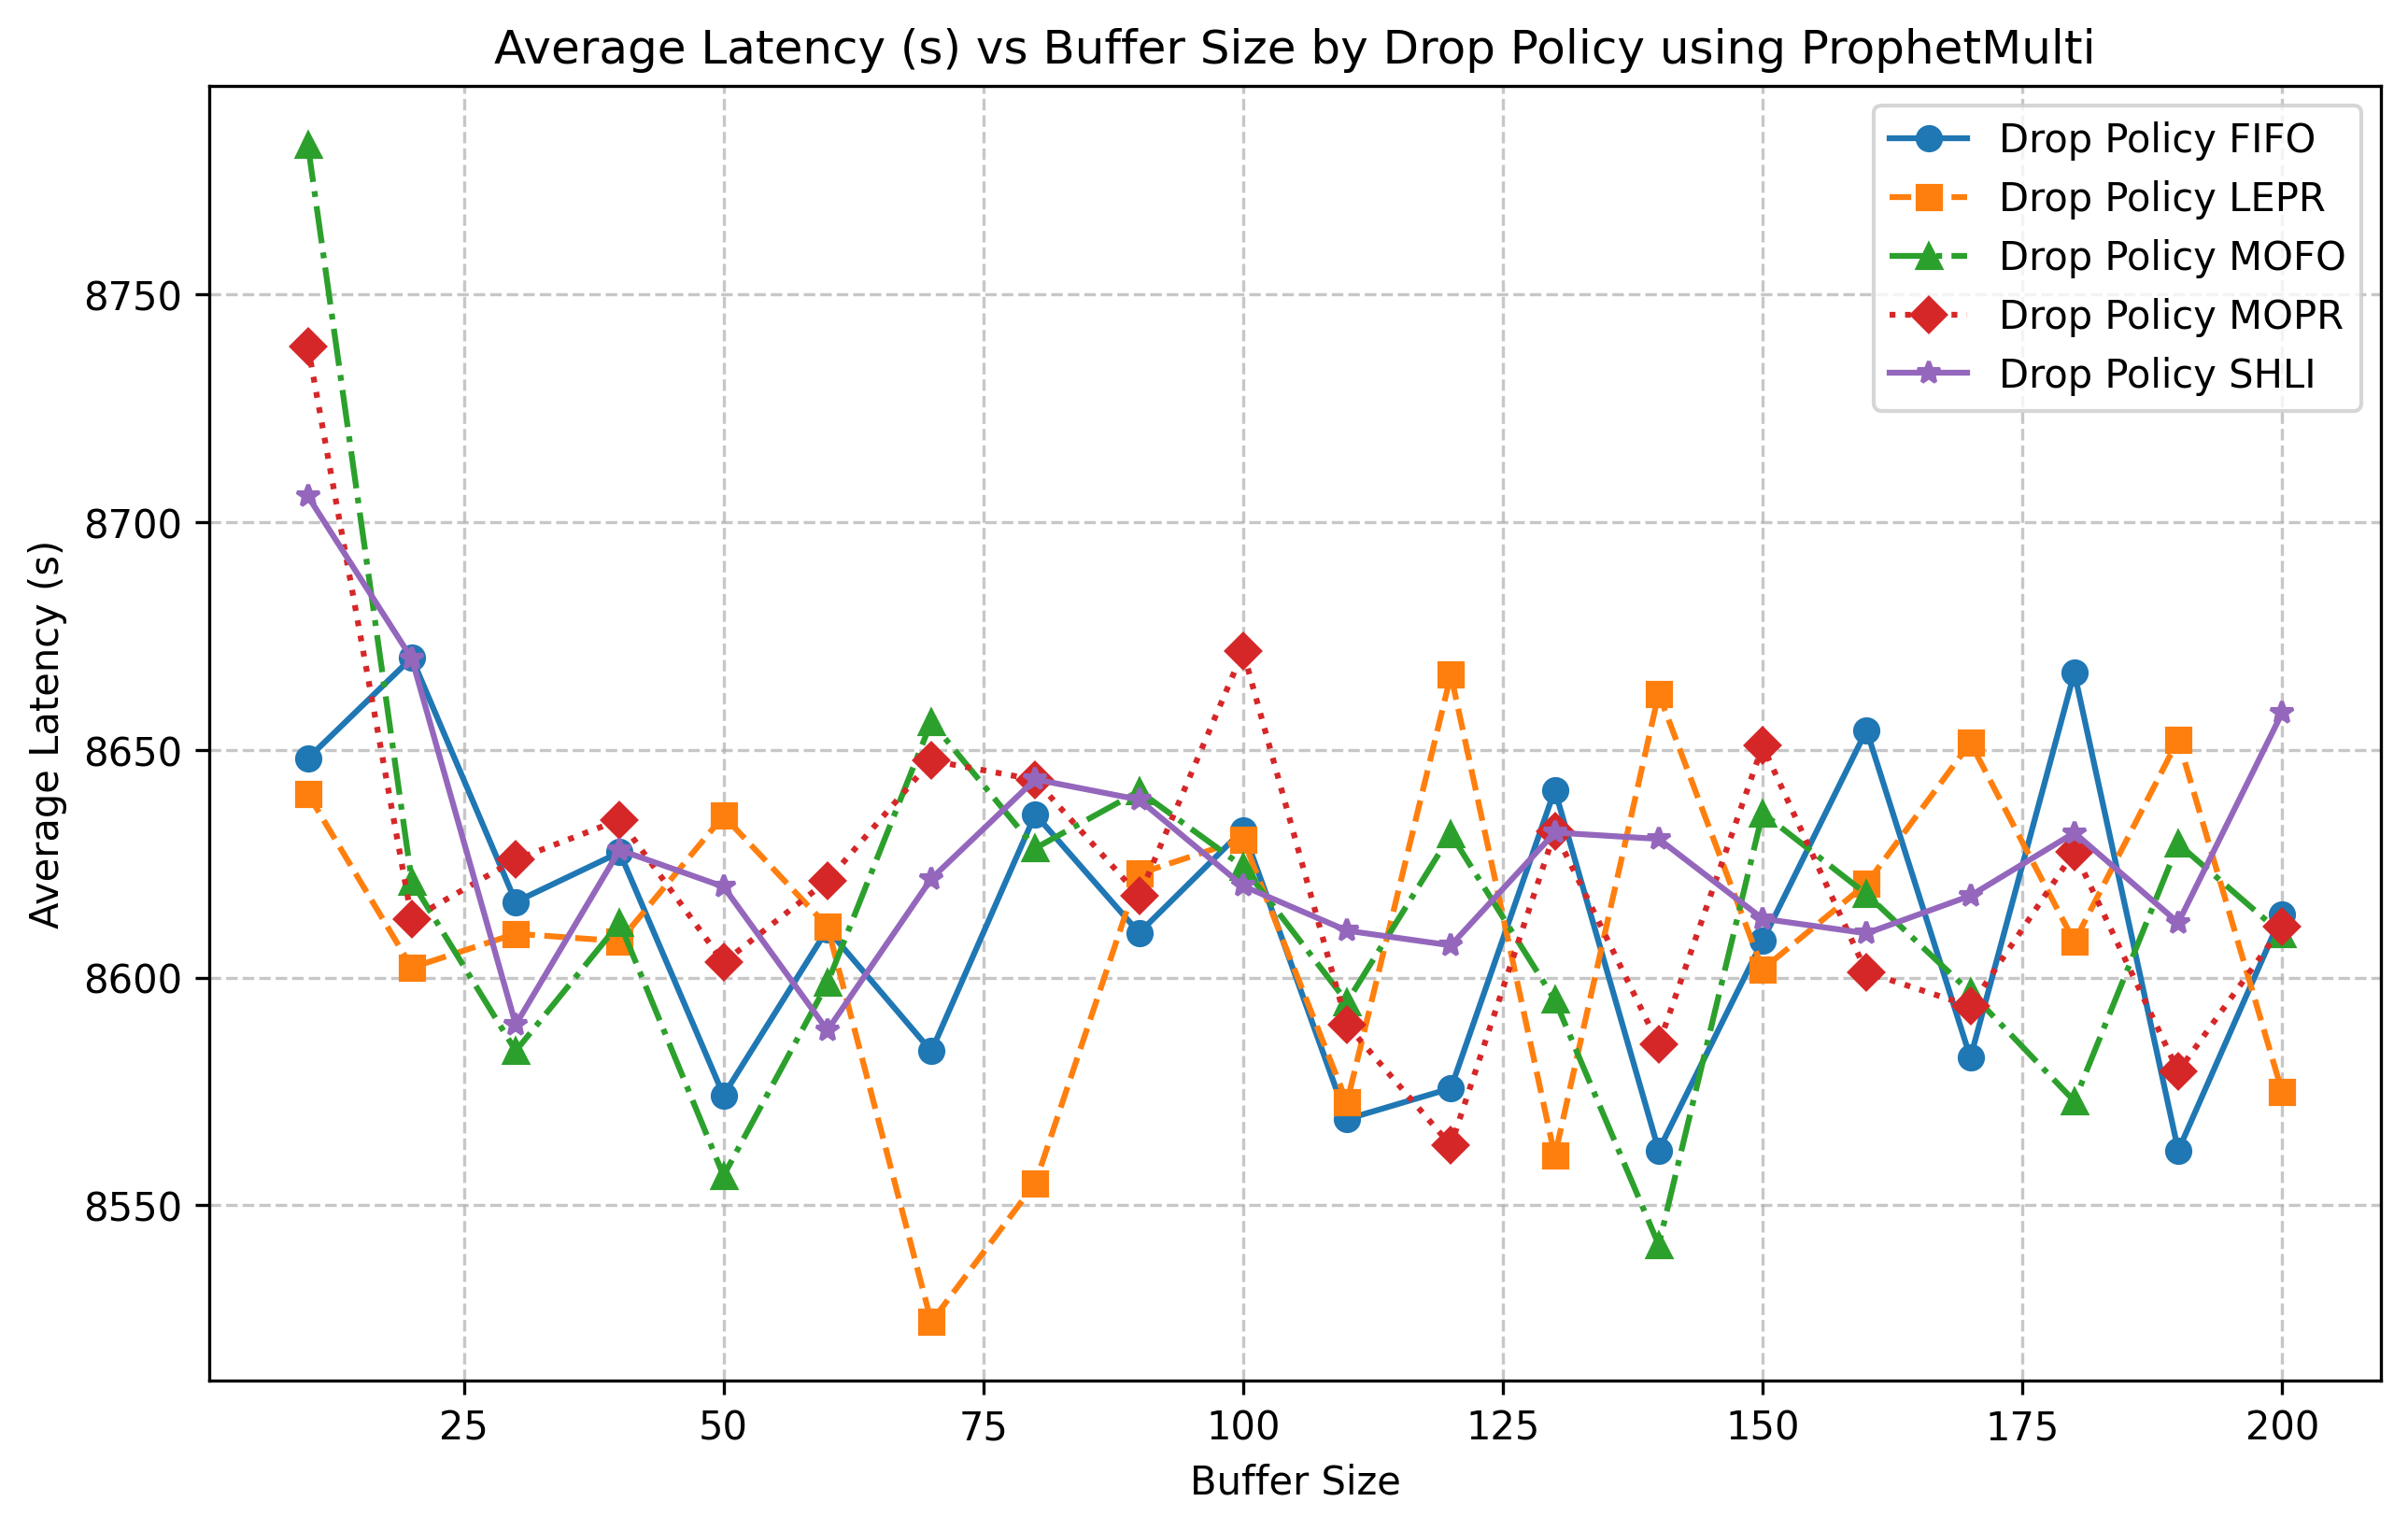 Average Latency (s) vs Buffer Size by Drop Policy using ProphetMulti
Drop Policy FIFO
Drop Policy LEPR
Drop Policy MOFO
Drop Policy MOPR
Drop Policy SHLI
Average Latency (s)
8750
8700
8650
8600
8550
25 50 75 100 125 150 175 200
Buffer Size